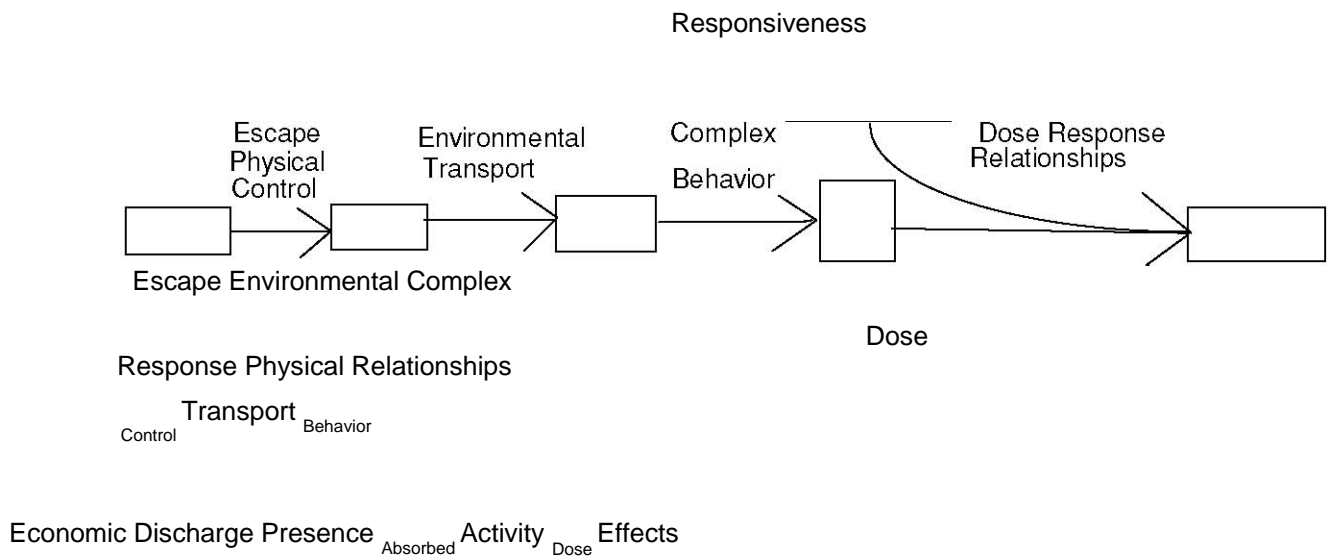 Responsiveness
Escape
Physical
Control
Environmental
Transport
Complex
Behavior
Dose Response
Relationships
Escape Environmental Complex
Dose
Response Physical Relationships
Control Transport Behavior
Economic Discharge Presence Absorbed Activity Dose Effects